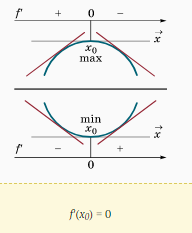 f' + 0 −
x₀ x⃗
max
min
x₀ x⃗
f' − +
0
f'(x₀) = 0